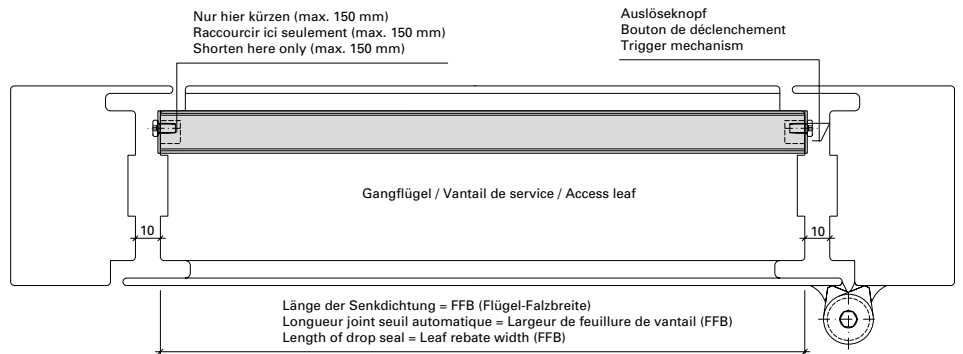 Nur hier kürzen (max. 150 mm)
Raccourcir ici seulement (max. 150 mm)
Shorten here only (max. 150 mm)
Auslöseknopf
Bouton de déclenchement
Trigger mechanism
Gangflügel / Vantail de service / Access leaf
10
10
Länge der Senkdichtung = FFB (Flügel-Falzbreite)
Longueur joint seuil automatique = Largeur de feuillure de vantail (FFB)
Length of drop seal = Leaf rebate width (FFB)